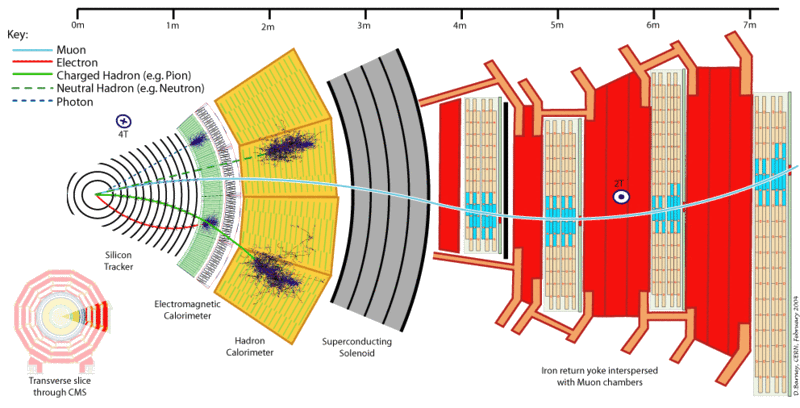 0m 1m 2m 3m 4m 5m 6m 7m
Key:
Muon
Electron
Charged Hadron (e.g. Pion)
Neutral Hadron (e.g. Neutron)
Photon
4T
2T
Silicon
Tracker
Electromagnetic
Calorimeter
Hadron
Calorimeter
Superconducting
Solenoid
Iron return yoke interspersed
with Muon chambers
Transverse slice
through CMS
D.Barney, CERN, February 2004